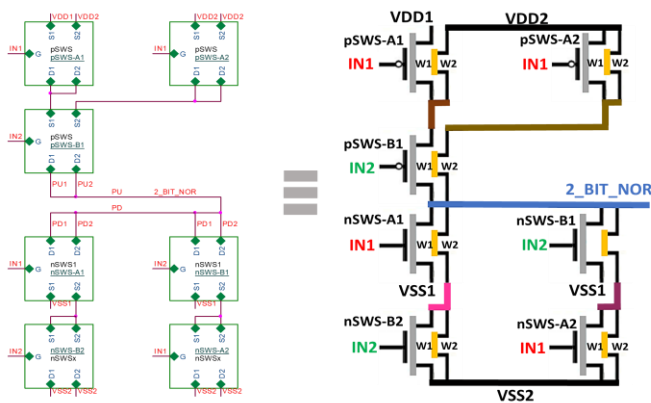 VDD1 VDD2
VDD2 VDD2
S1 S2
S1 S2
IN1 G pSWS
pSWS-A1
IN1 G pSWS
pSWS-A2
D1 D2
D1 D2
S1 S2
IN2 G pSWS
pSWS-B1
D1 D2
PU1 PU2
PU 2_BIT_NOR
PD
PD1 PD2
PD1 PD2
D1 D2
D1 D2
IN1 G nSWS1
nSWS-A1
IN2 G nSWS1
nSWS-B1
S1 S2
S1 S2
VSS1
VSS1
S1 S2
S1 S2
IN2 G nSWS-B2
nSWSx
IN1 G nSWS-A2
nSWSx
D1 D2
D1 D2
VSS2 VSS2
VSS2 VSS2
VDD1 VDD2
pSWS-A1
IN1 W1 W2
pSWS-A2
IN1 W1 W2
pSWS-B1
IN2 W1 W2
2_BIT_NOR
nSWS-A1
IN1 W1 W2
nSWS-B1
IN2
VSS1
VSS1
nSWS-B2
IN2 W1 W2
nSWS-A2
IN1 W1 W2
VSS2